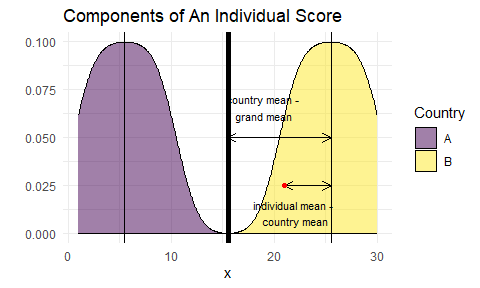 Components of An Individual Score
0.100
0.075
0.050
0.025
0.000
country mean -
grand mean
individual mean -
country mean
0
10
20
30
x
Country
A
B